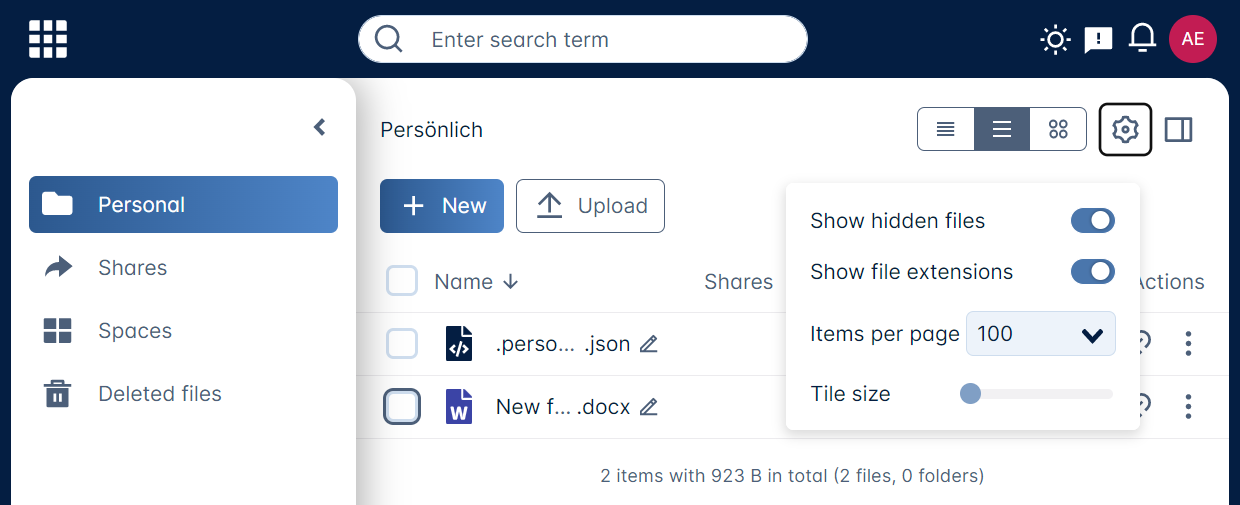 Enter search term
AE
Persönlich
Personal
Shares
Spaces
Deleted files
New
Upload
Name
Shares
Actions
.perso... .json
W
New f... .docx
Show hidden files
Show file extensions
Items per page 100
Tile size
2 items with 923 B in total (2 files, 0 folders)